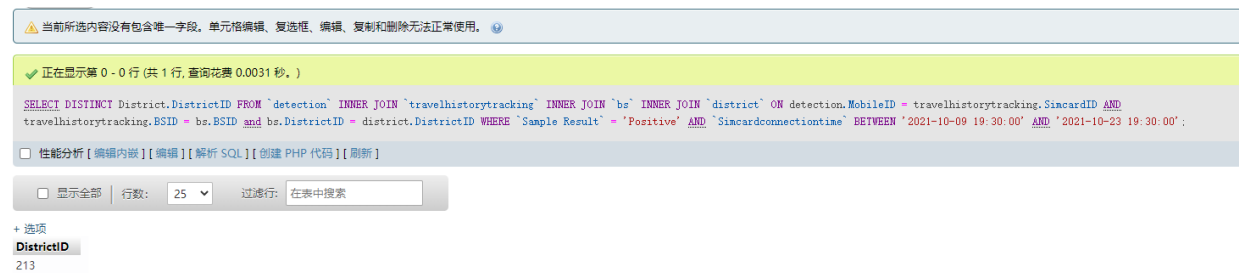 当前所选内容没有包含唯一字段。单元格编辑、复选框、编辑、复制和删除无法正常使用。
正在显示第 0 - 0 行 (共 1 行, 查询花费 0.0031 秒。)
SELECT DISTINCT District.DistrictID FROM `detection` INNER JOIN `travelhistorytracking` INNER JOIN `bs` INNER JOIN `district` ON detection.MobileID = travelhistorytracking.SimcardID AND
travelhistorytracking.BSID = bs.BSID and bs.DistrictID = district.DistrictID WHERE `Sample Result` = 'Positive' AND `Simcardconnectiontime` BETWEEN '2021-10-09 19:30:00' AND '2021-10-23 19:30:00';
性能分析 [ 编辑内嵌 ] [ 编辑 ] [ 解析 SQL ] [ 创建 PHP 代码 ] [ 刷新 ]
显示全部 行数: 25 过滤行: 在表中搜索
+ 选项
DistrictID
213